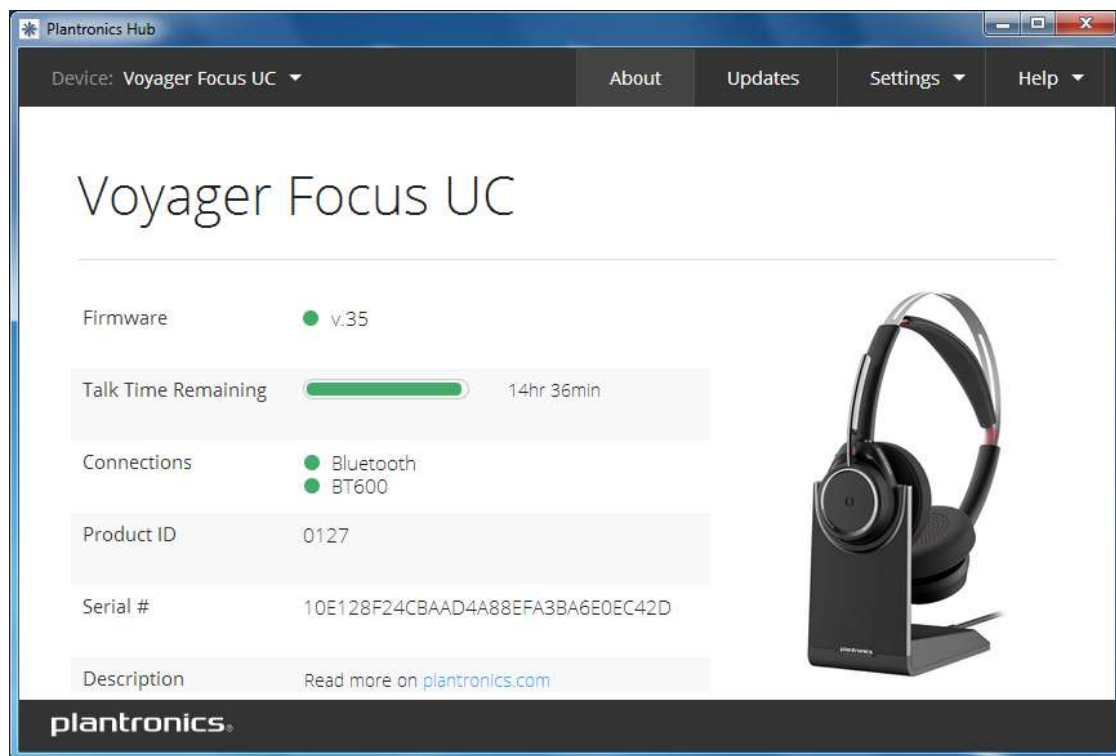 Plantronics Hub
Device: Voyager Focus UC About Updates Settings Help
Voyager Focus UC
Firmware v.35
Talk Time Remaining 14hr 36min
Connections Bluetooth
BT600
Product ID 0127
Serial # 10E128F24CBAAD4A88EFA3BA6E0EC42D
Description Read more on plantronics.com
plantronics
plantronics®